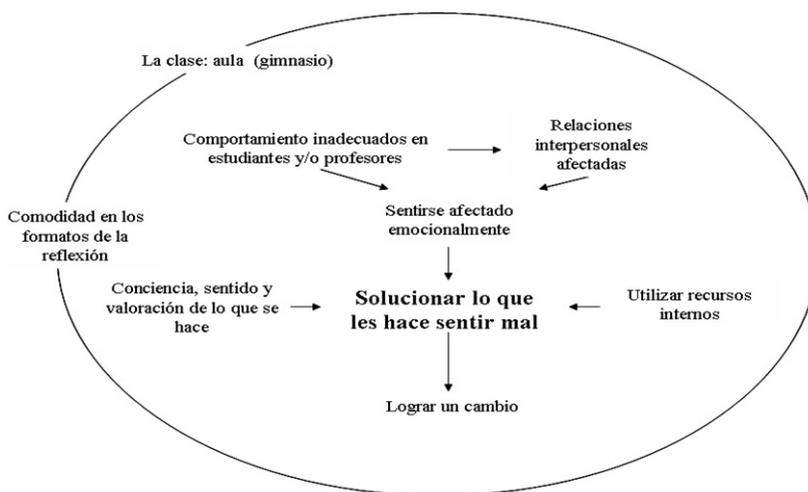 La clase: aula (gimnasio)
Comportamiento inadecuados en
estudiantes y/o profesores
Relaciones
interpersonales
afectadas
Comodidad en los
formatos de la
reflexión
Sentirse afectado
emocionalmente
Conciencia, sentido y
valoración de lo que se
hace
Solucionar lo que
les hace sentir mal
Utilizar recursos
internos
Lograr un cambio